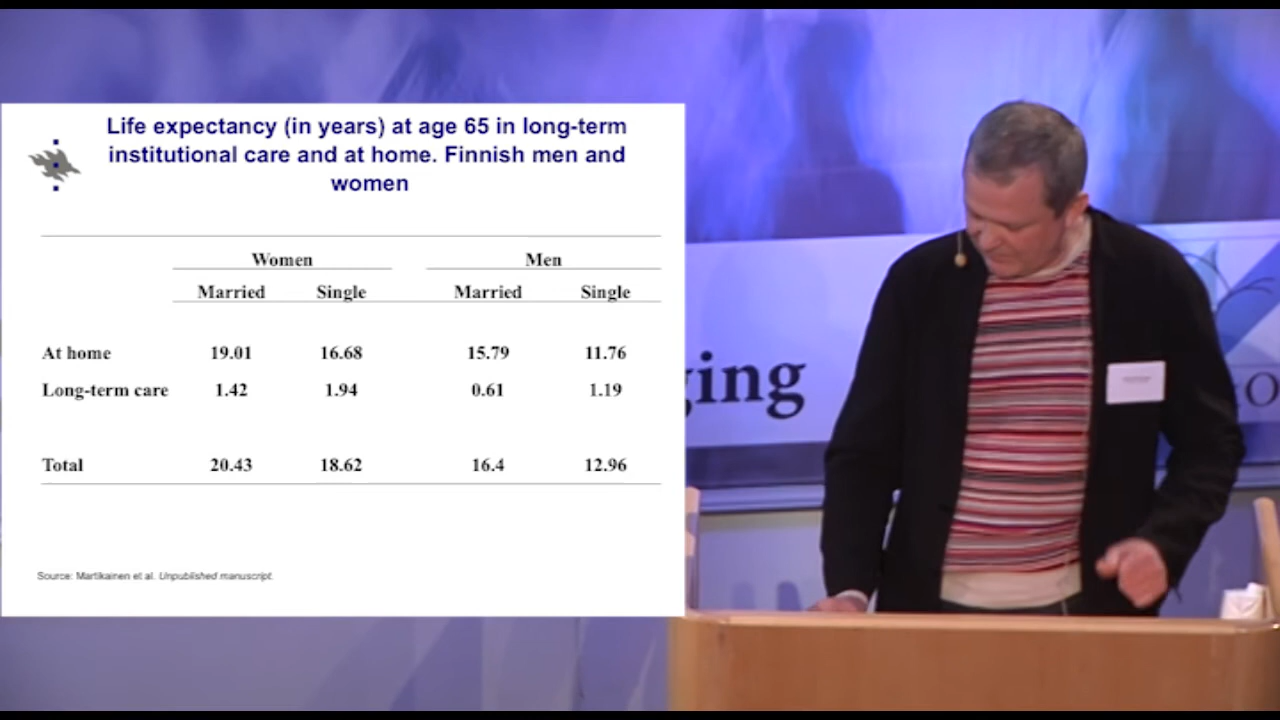 Life expectancy (in years) at age 65 in long-term
institutional care and at home. Finnish men and
women
Women Men
Married Single Married Single
At home 19.01 16.68 15.79 11.76
Long-term care 1.42 1.94 0.61 1.19
Total 20.43 18.62 16.4 12.96
Source: Martikainen et al. Unpublished manuscript.
ging